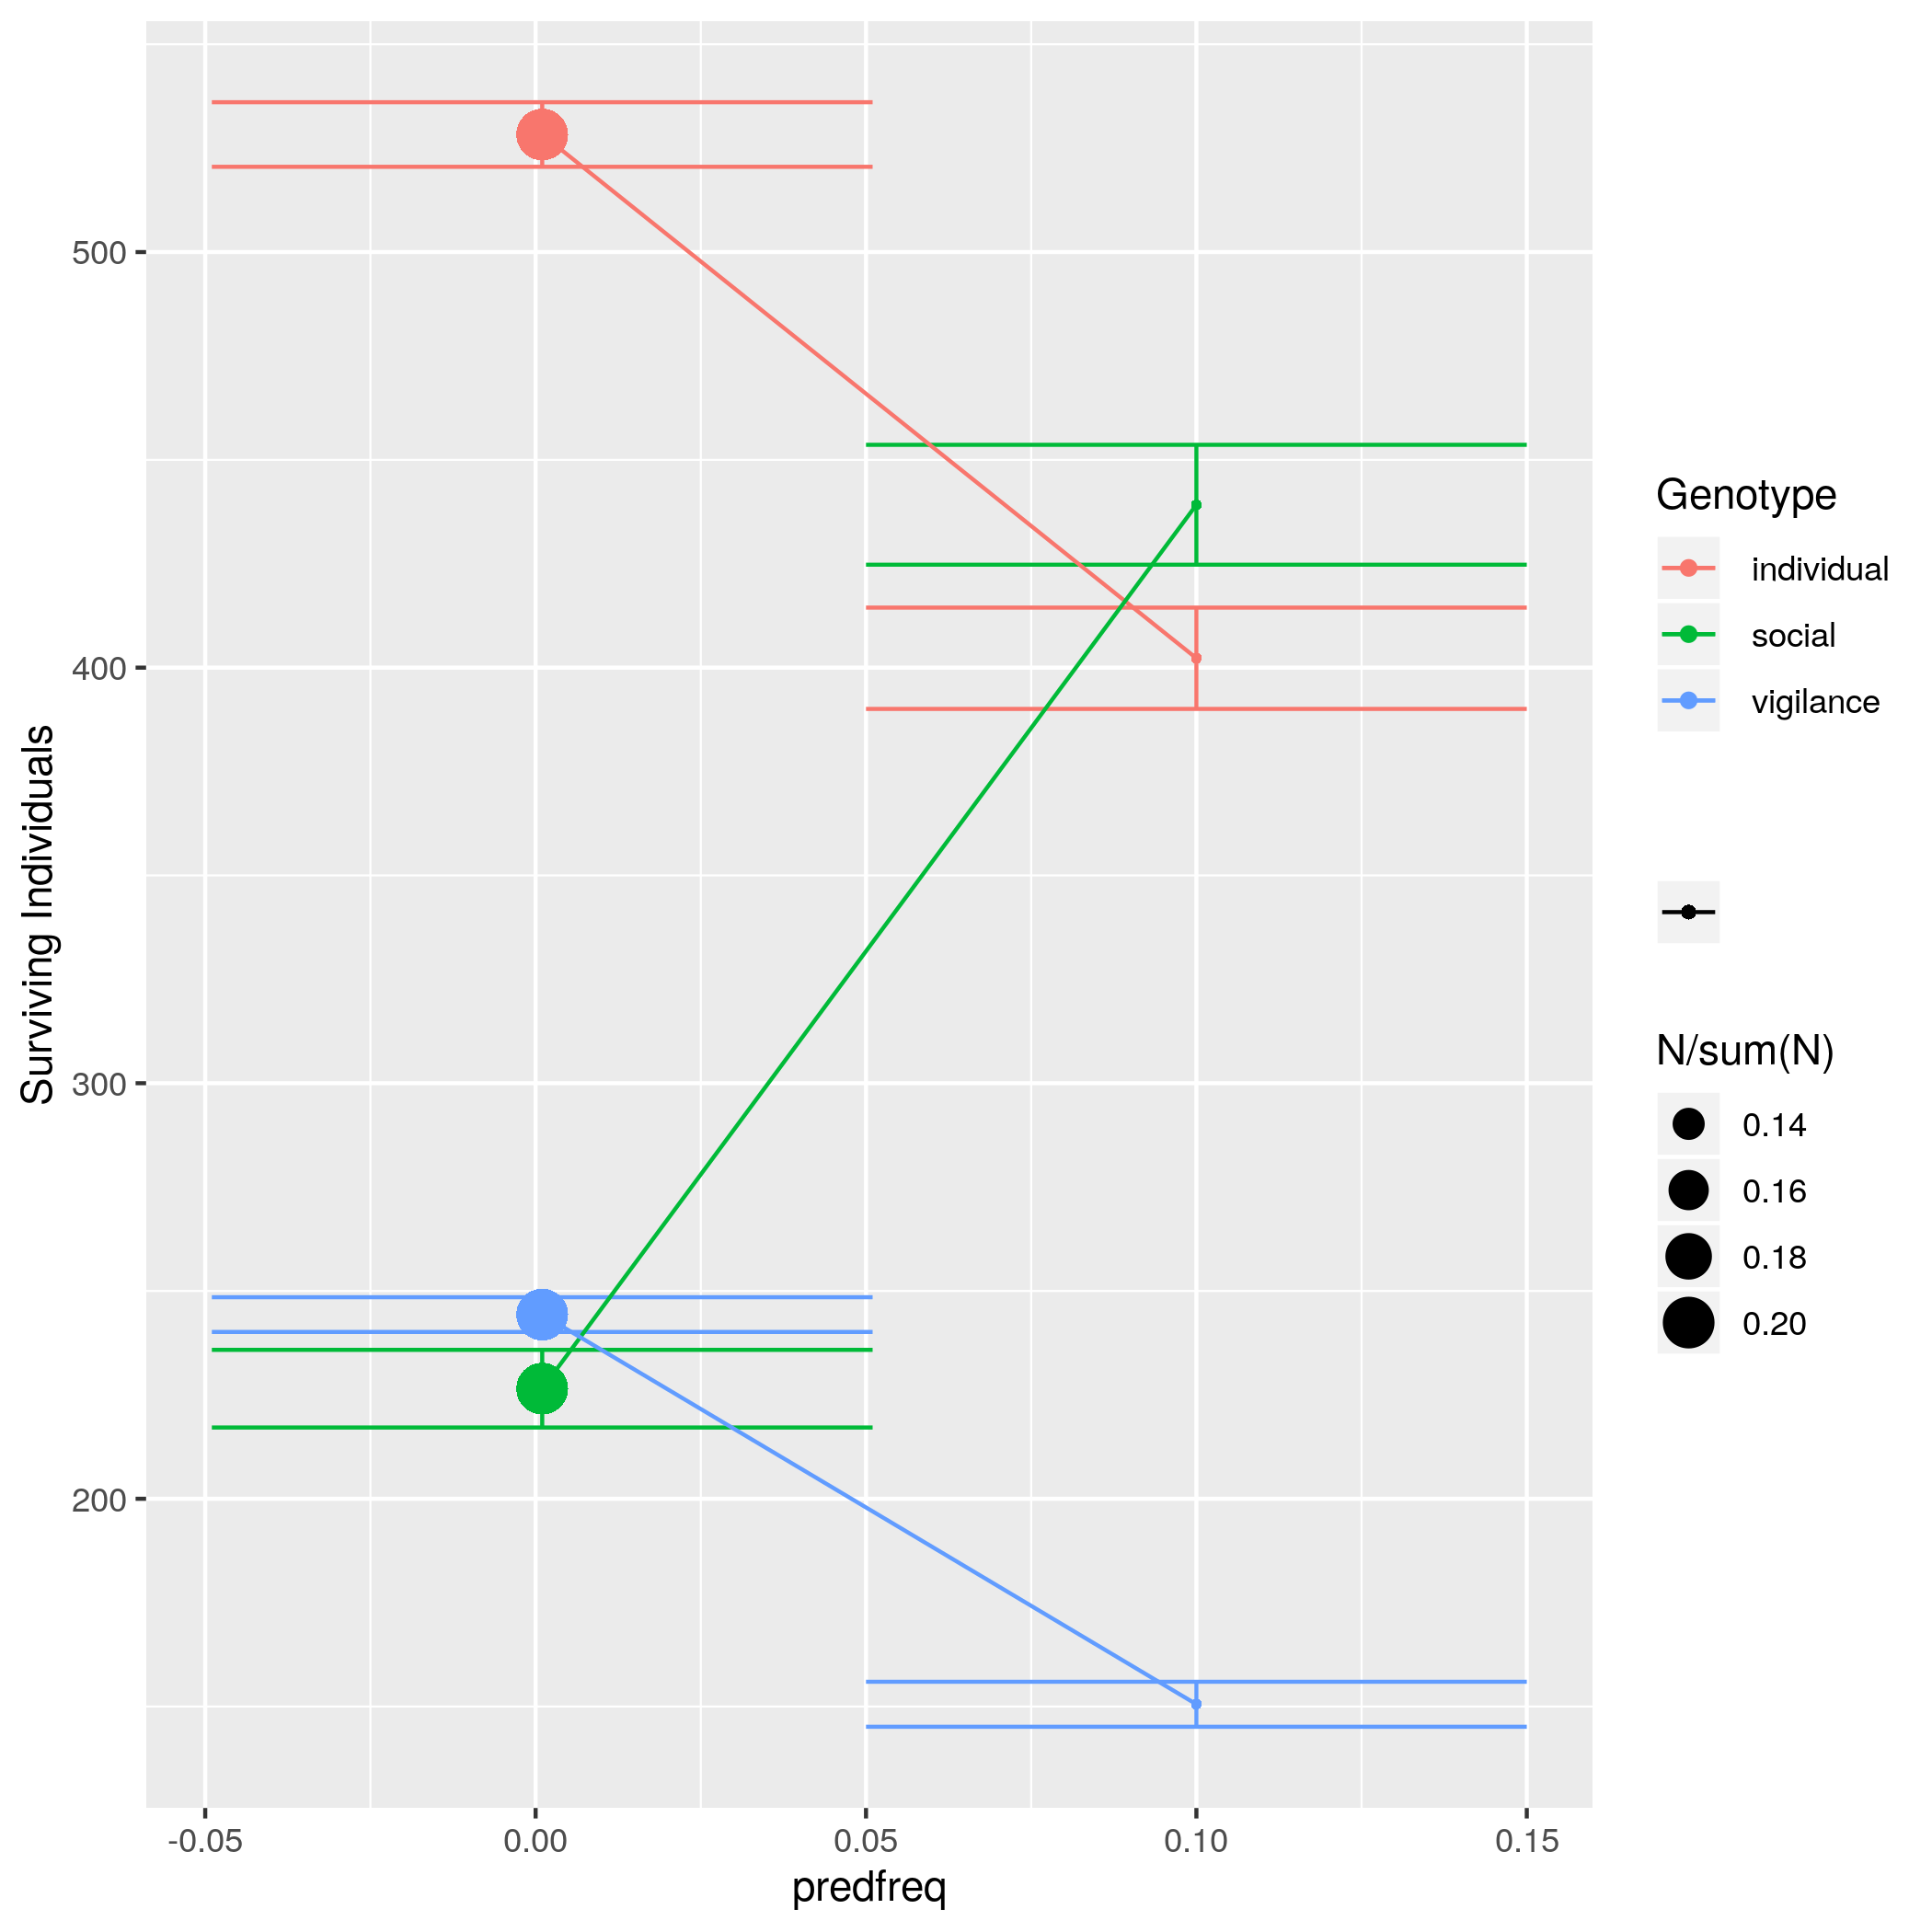 500
400
300
200
Surviving Individuals
-0.05 0.00 0.05 0.10 0.15
predfreq
Genotype
individual
social
vigilance
N/sum(N)
0.14
0.16
0.18
0.20